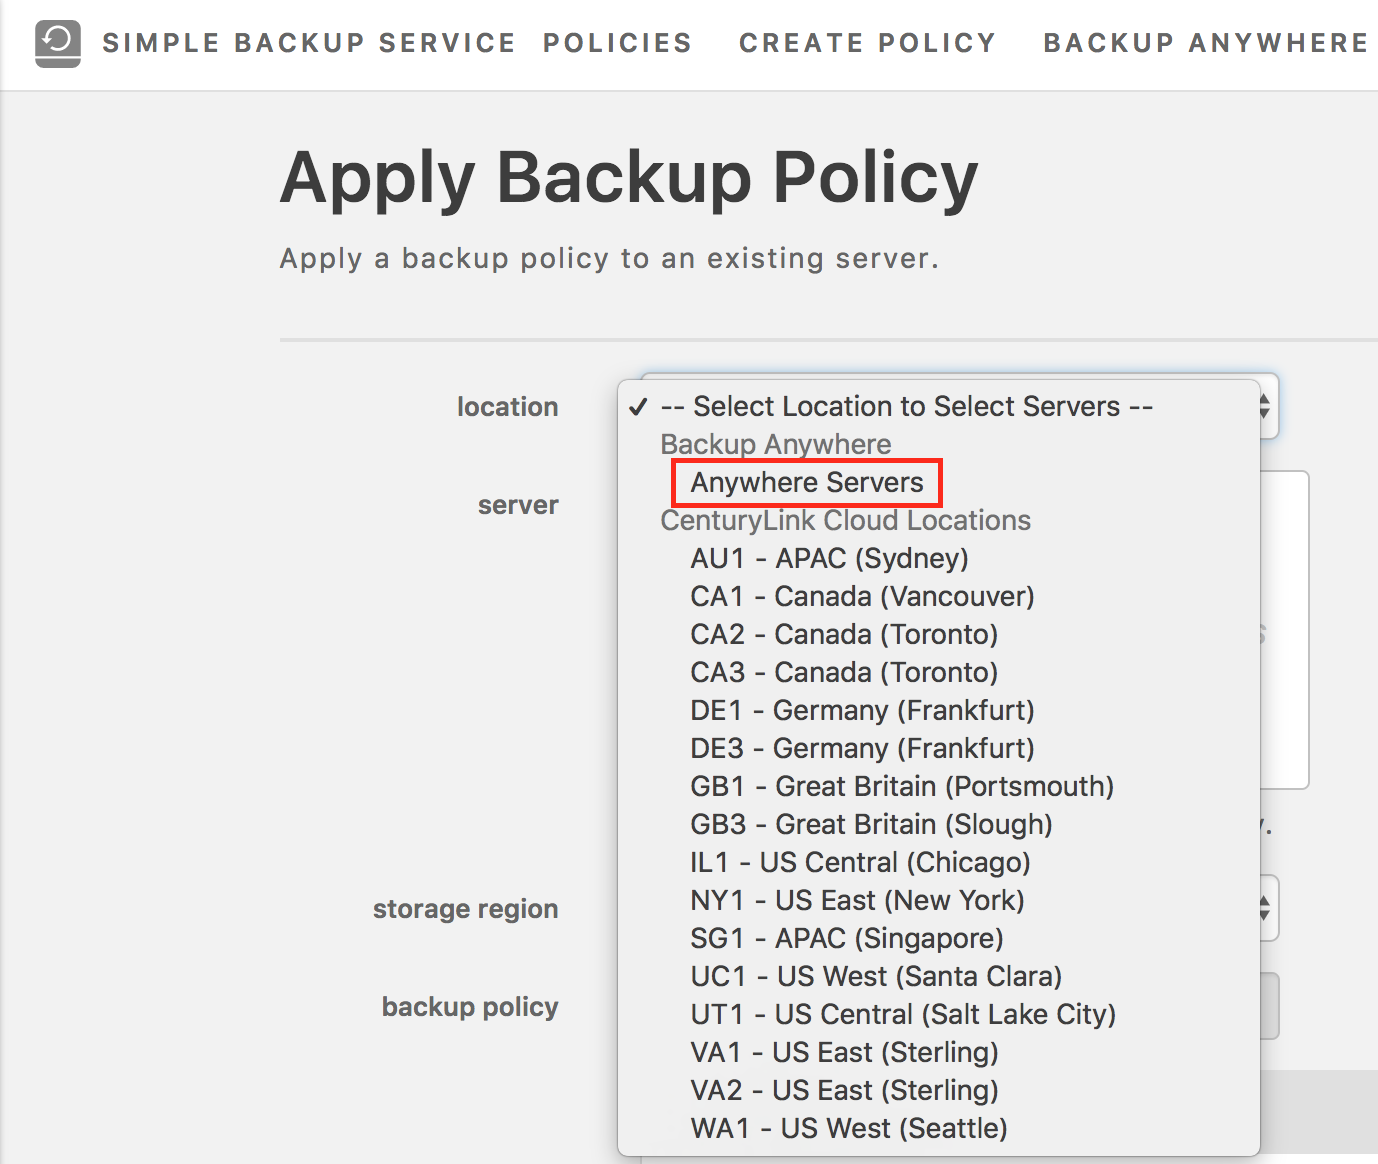 SIMPLE BACKUP SERVICE POLICIES CREATE POLICY BACKUP ANYWHERE
Apply Backup Policy
Apply a backup policy to an existing server.
location
✓ -- Select Location to Select Servers --
Backup Anywhere
Anywhere Servers
server
CenturyLink Cloud Locations
AU1 - APAC (Sydney)
CA1 - Canada (Vancouver)
CA2 - Canada (Toronto)
CA3 - Canada (Toronto)
DE1 - Germany (Frankfurt)
DE3 - Germany (Frankfurt)
GB1 - Great Britain (Portsmouth)
GB3 - Great Britain (Slough)
IL1 - US Central (Chicago)
storage region
NY1 - US East (New York)
SG1 - APAC (Singapore)
UC1 - US West (Santa Clara)
backup policy
UT1 - US Central (Salt Lake City)
VA1 - US East (Sterling)
VA2 - US East (Sterling)
WA1 - US West (Seattle)